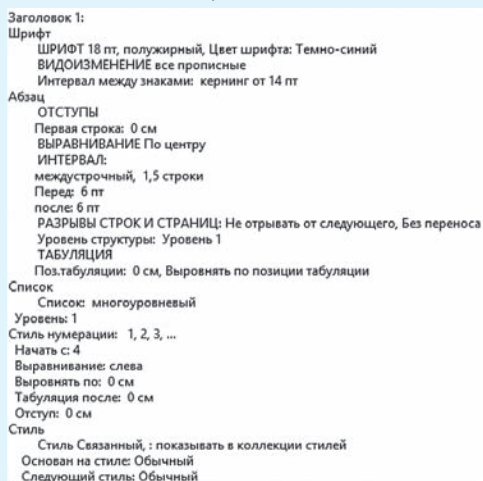 Заголовок 1:
Шрифт
ШРИФТ 18 пт, полужирный, Цвет шрифта: Темно-синий
ВИДОИЗМЕНЕНИЕ все прописные
Интервал между знаками: кернинг от 14 пт
Абзац
ОТСТУПЫ
Первая строка: 0 см
ВЫРАВНИВАНИЕ По центру
ИНТЕРВАЛ:
междустрочный, 1,5 строки
Перед: 6 пт
после: 6 пт
РАЗРЫВЫ СТРОК И СТРАНИЦ: Не отрывать от следующего, Без переноса
Уровень структуры: Уровень 1
ТАБУЛЯЦИЯ
Поз.табуляции: 0 см, Выровнять по позиции табуляции
Список
Список: многоуровневый
Уровень: 1
Стиль нумерации: 1, 2, 3, ...
Начать с: 4
Выравнивание: слева
Выровнять по: 0 см
Табуляция после: 0 см
Отступ: 0 см
Стиль
Стиль Связанный, : показывать в коллекции стилей
Основан на стиле: Обычный
Следующий стиль: Обычный